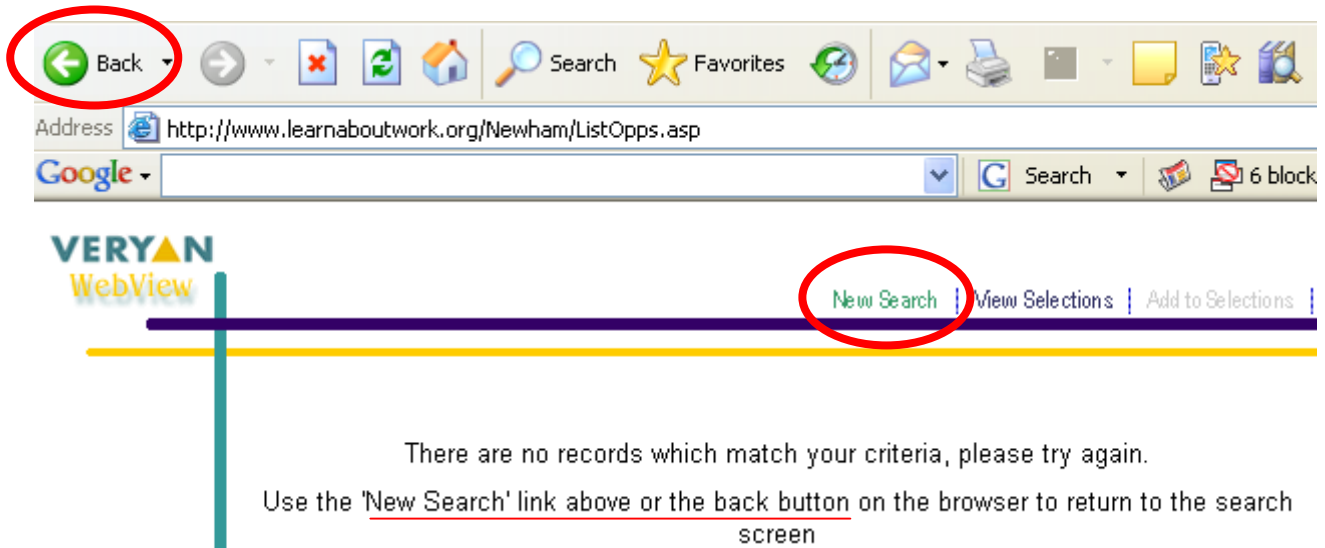 Back Search Favorites
Address http://www.learnaboutwork.org/Newham/ListOpps.asp
Google G Search 6 block
VERYAN
WebView
New Search View Selections Add to Selections
There are no records which match your criteria, please try again.
Use the 'New Search' link above or the back button on the browser to return to the search
screen